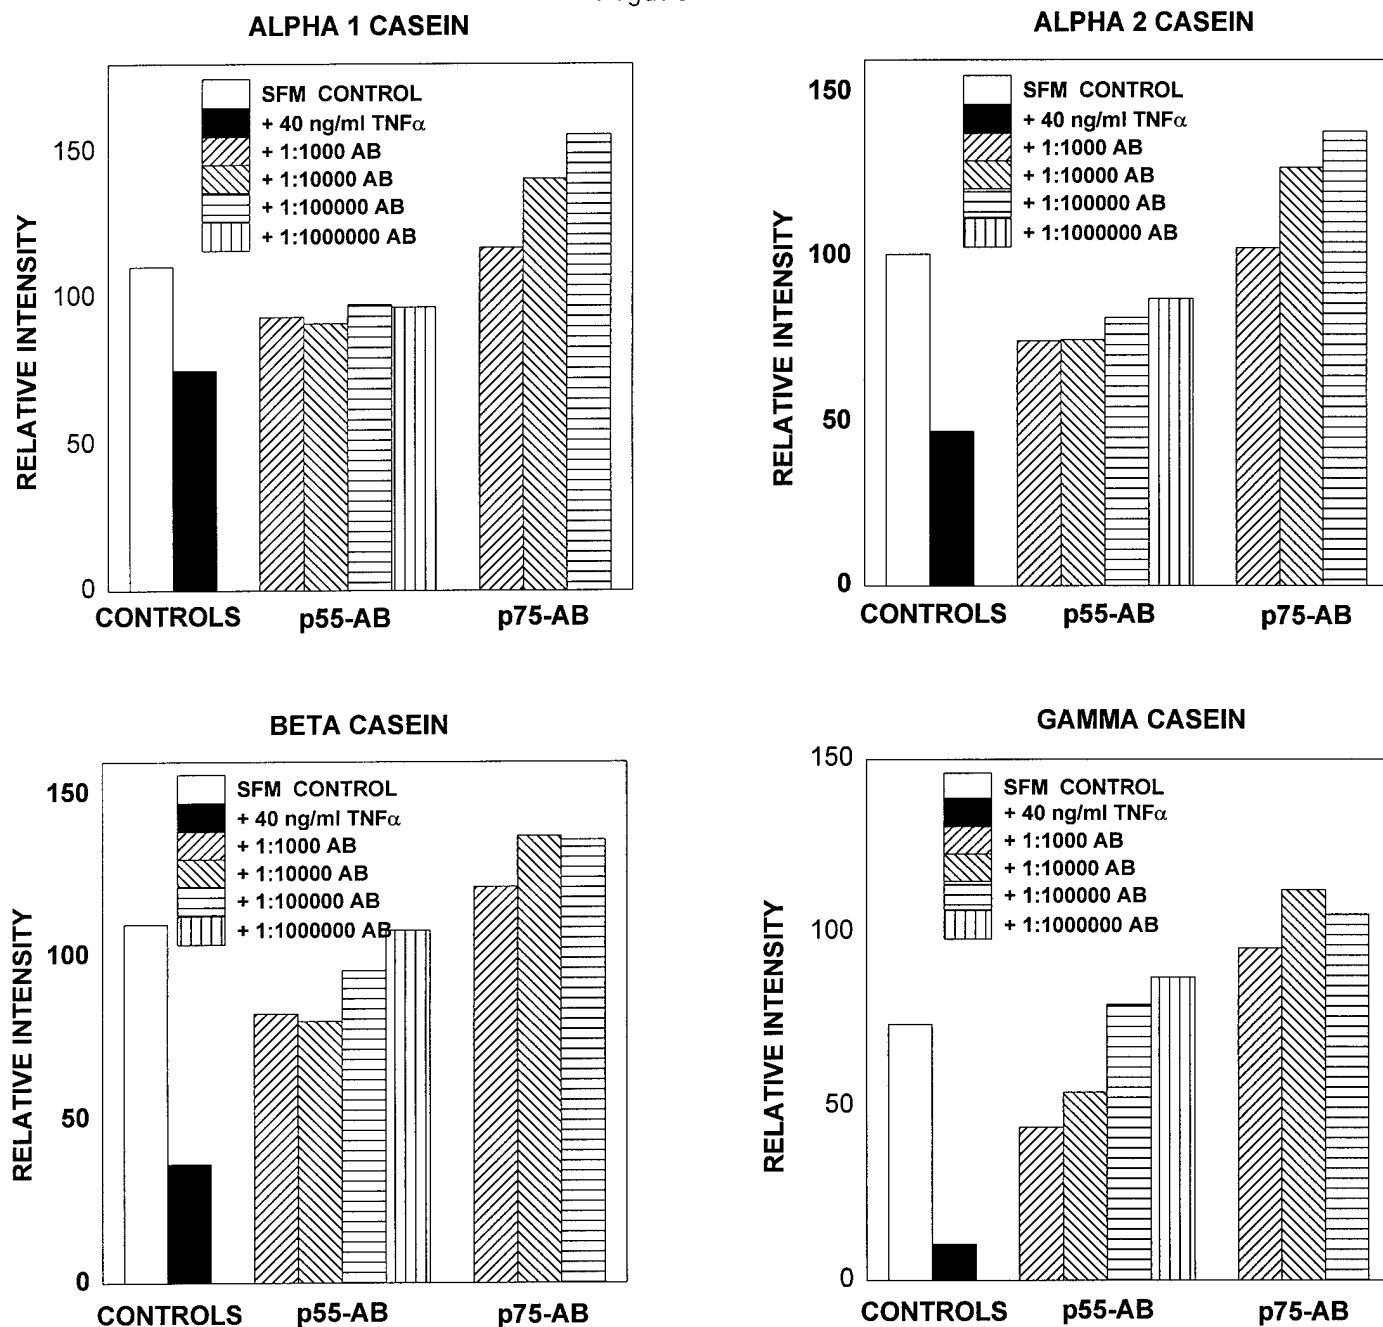 ALPHA 1 CASEIN
RELATIVE INTENSITY
150
100
50
0
SFM CONTROL
+ 40 ng/ml TNFα
+ 1:1000 AB
+ 1:10000 AB
+ 1:100000 AB
+ 1:1000000 AB
CONTROLS p55-AB p75-AB
ALPHA 2 CASEIN
RELATIVE INTENSITY
150
100
50
0
SFM CONTROL
+ 40 ng/ml TNFα
+ 1:1000 AB
+ 1:10000 AB
+ 1:100000 AB
+ 1:1000000 AB
CONTROLS p55-AB p75-AB
BETA CASEIN
RELATIVE INTENSITY
150
100
50
0
SFM CONTROL
+ 40 ng/ml TNFα
+ 1:1000 AB
+ 1:10000 AB
+ 1:100000 AB
+ 1:1000000 AB
CONTROLS p55-AB p75-AB
GAMMA CASEIN
RELATIVE INTENSITY
150
100
50
0
SFM CONTROL
+ 40 ng/ml TNFα
+ 1:1000 AB
+ 1:10000 AB
+ 1:100000 AB
+ 1:1000000 AB
CONTROLS p55-AB p75-AB